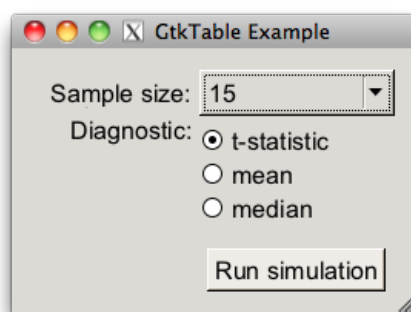 GtkTable Example
Sample size: 15
Diagnostic: t-statistic
mean
median
Run simulation